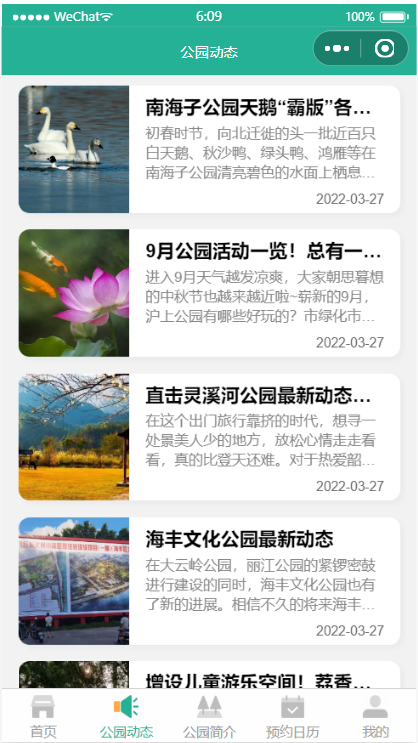 WeChat
6:09
100%
公园动态
南海子公园天鹅“霸版”各…
初春时节，向北迁徙的头一批近百只
白天鹅、秋沙鸭、绿头鸭、鸿雁等在
南海子公园清亮碧色的水面上栖息…
2022-03-27
9月公园活动一览！总有一…
进入9月天气越发凉爽，大家朝思暮想
的中秋节也越来越近啦~崭新的9月，
沪上公园有哪些好玩的？市绿化市…
2022-03-27
直击灵溪河公园最新动态…
在这个出门旅行靠挤的时代，想寻一
处景美人少的地方，放松心情走走看
看，真的比登天还难。对于热爱韶…
2022-03-27
海丰文化公园最新动态
在大云岭公园，丽江公园的紧锣密鼓
进行建设的同时，海丰文化公园也有
了新的进展。相信不久的将来海丰…
2022-03-27
增设儿童游乐空间！荔香…
首页
公园动态
公园简介
预约日历
我的